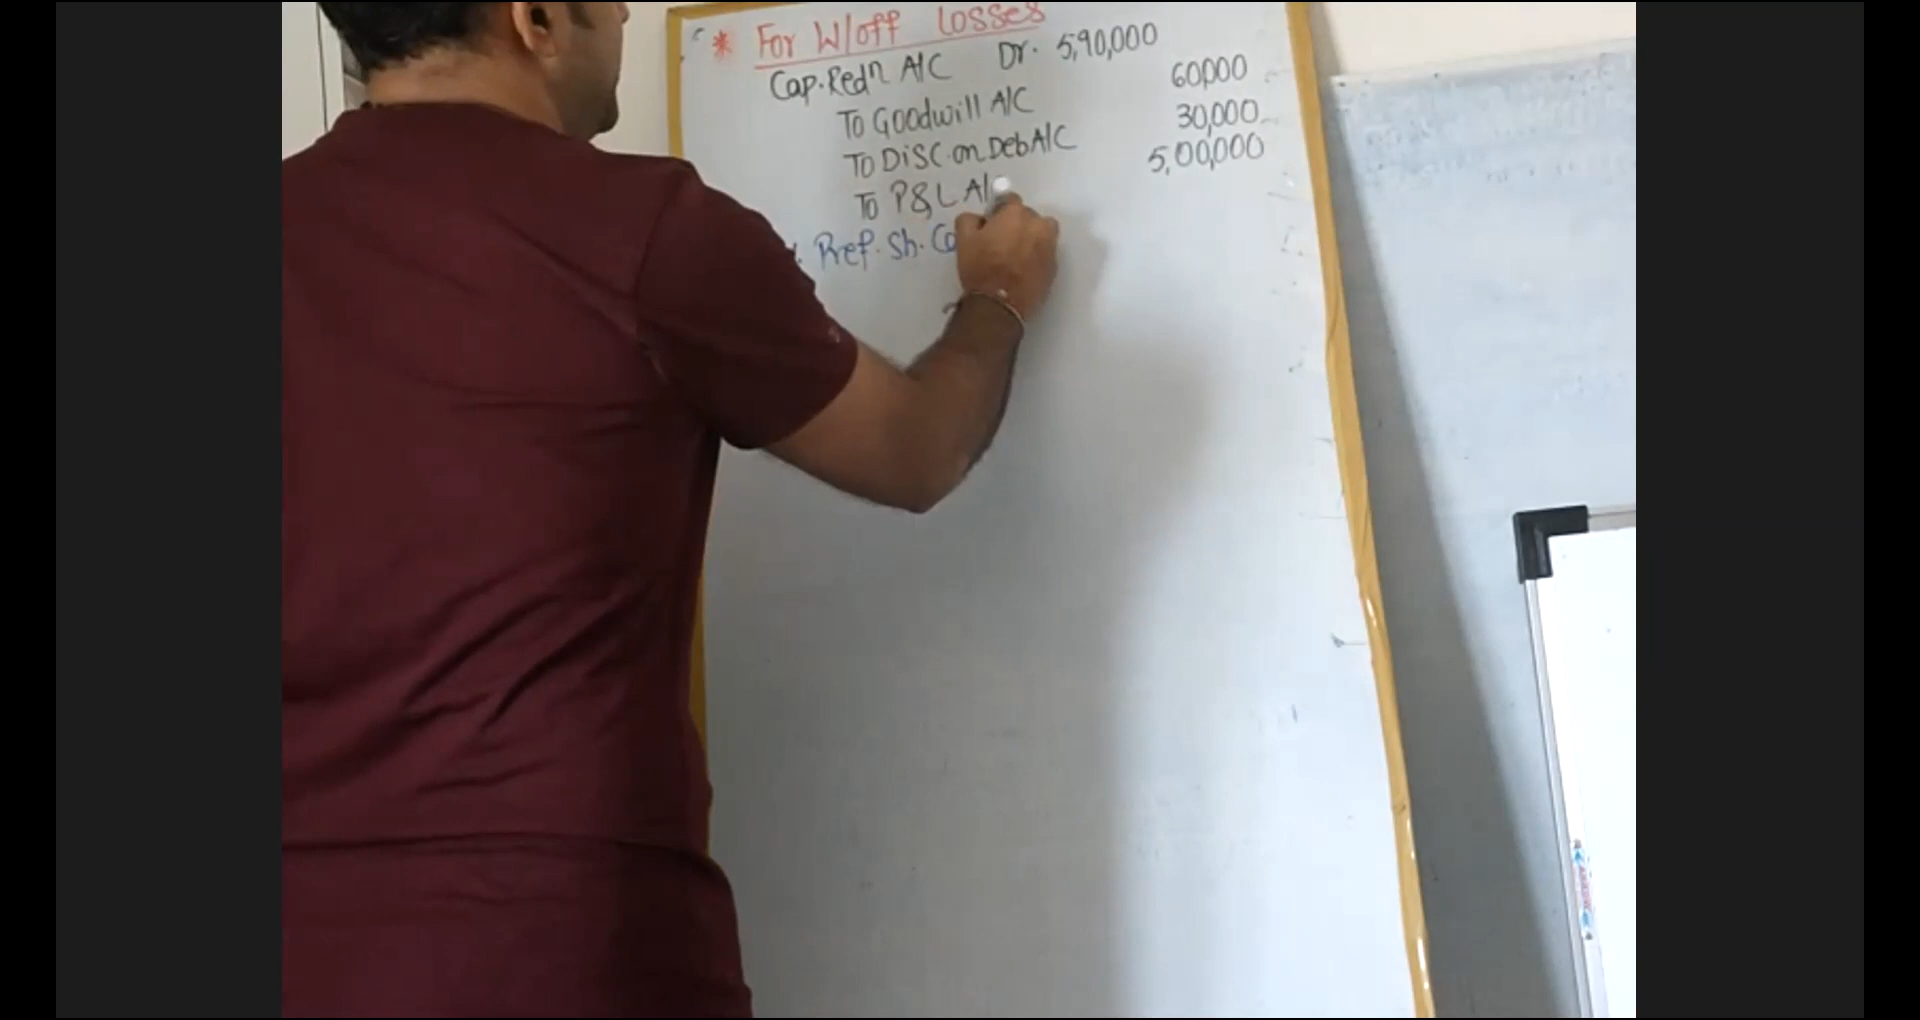 * For W/off Losses
Cap.Redn A/C Dr. 5,90,000
To Goodwill A/C 60,000
To Disc.on Deb A/C 30,000
To P&L A/ 5,00,000
Pref.Sh.